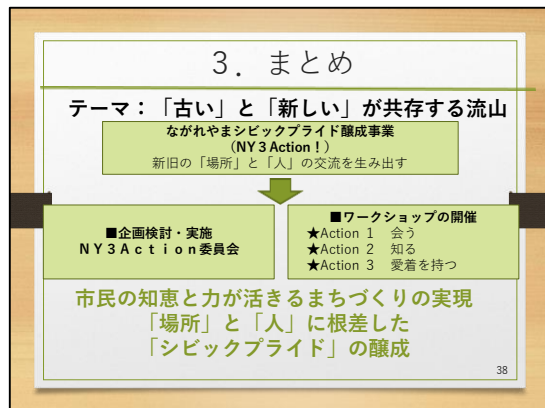 3．まとめ
テーマ：「古い」と「新しい」が共存する流山
ながれやまシビックプライド醸成事業
（NY３Action！）
新旧の「場所」と「人」の交流を生み出す
■企画検討・実施
ＮＹ３Ａｃｔｉｏｎ委員会
■ワークショップの開催
★Action １　会う
★Action ２　知る
★Action ３　愛着を持つ
市民の知恵と力が活きるまちづくりの実現
「場所」と「人」に根差した
「シビックプライド」の醸成
38